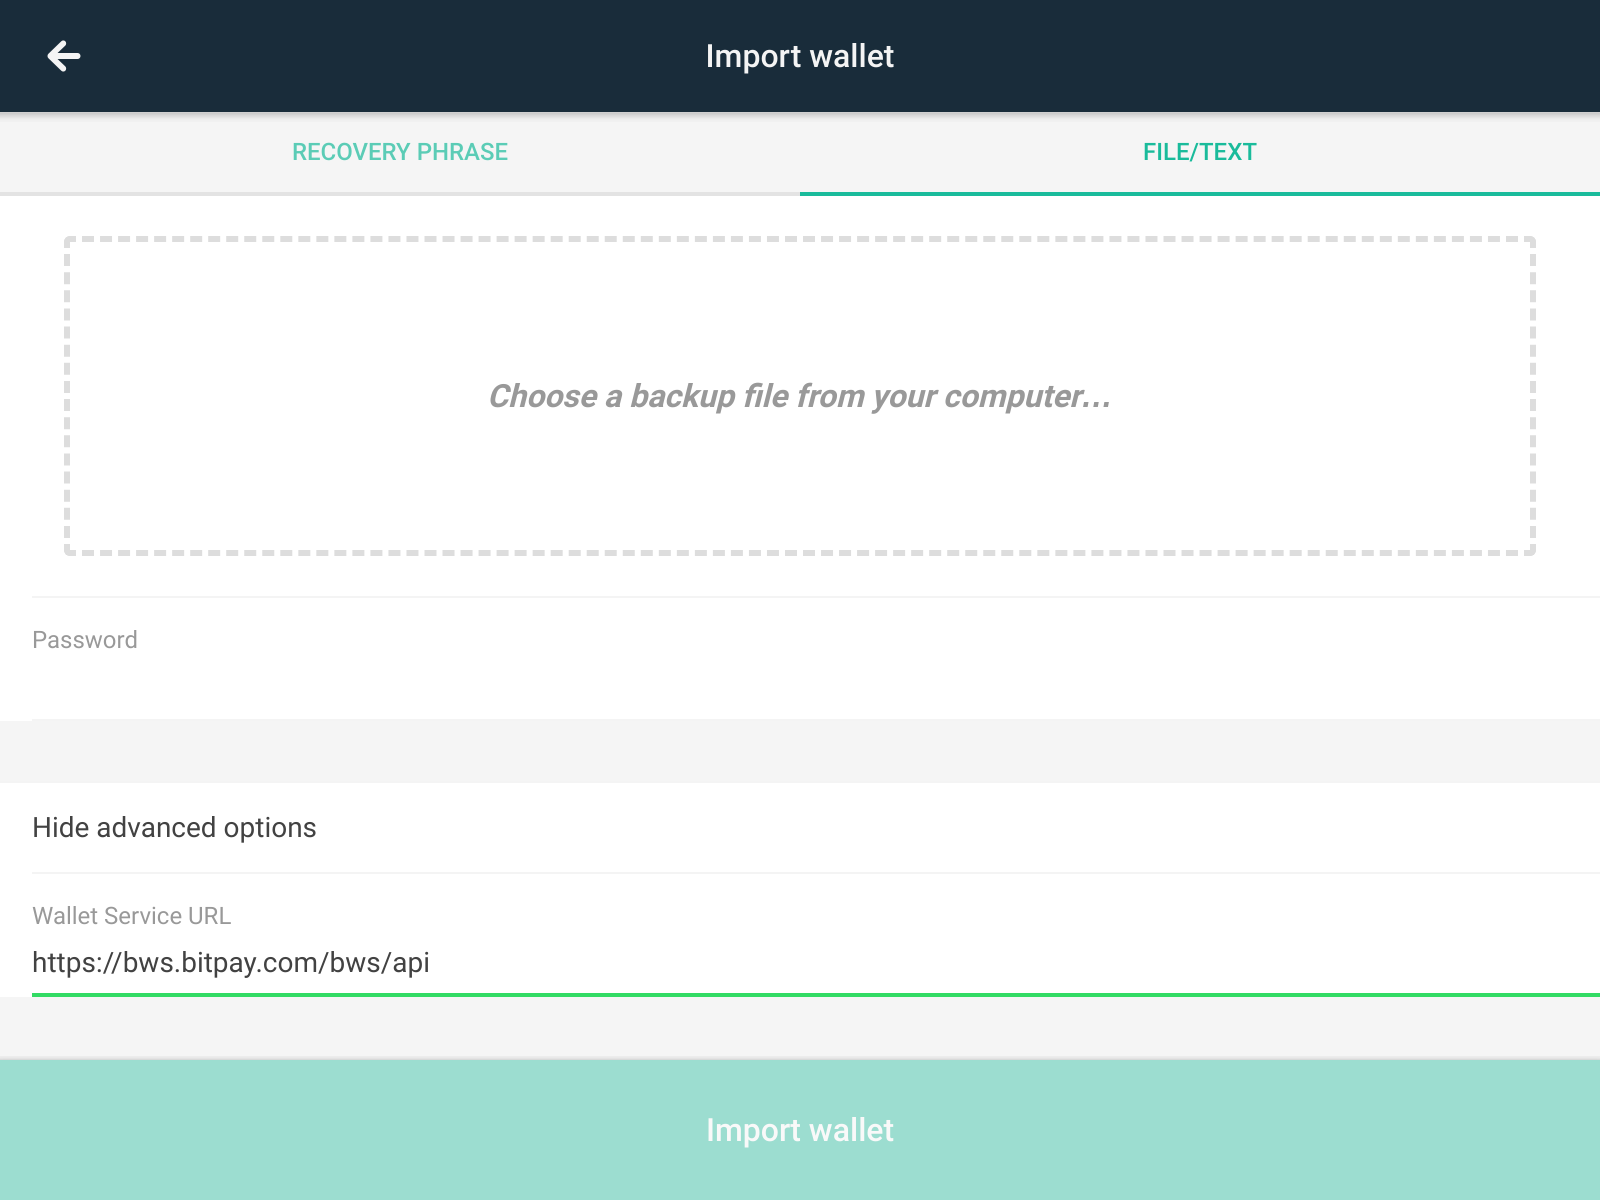 Import wallet
RECOVERY PHRASE
FILE/TEXT
Choose a backup file from your computer...
Password
Hide advanced options
Wallet Service URL
https://bws.bitpay.com/bws/api
Import wallet